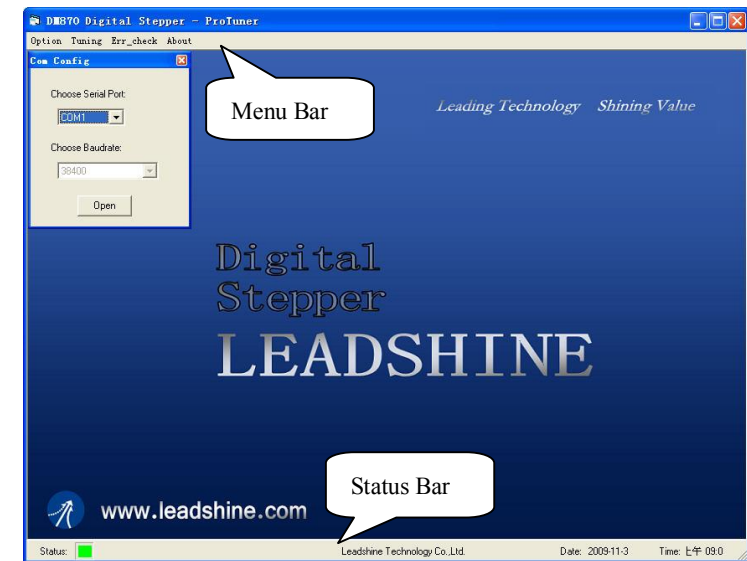 DM870 Digital Stepper - ProTuner
Option Tuning Err_check About
Com Config
Choose Serial Port:
COM1
Choose Baudrate:
38400
Open
Menu Bar
Leading Technology Shining Value
Digital
Stepper
LEADSHINE
Status Bar
www.leadshine.com
Status:
Leadshine Technology Co.,Ltd.
Date: 2009-11-3
Time: 上午 09:0